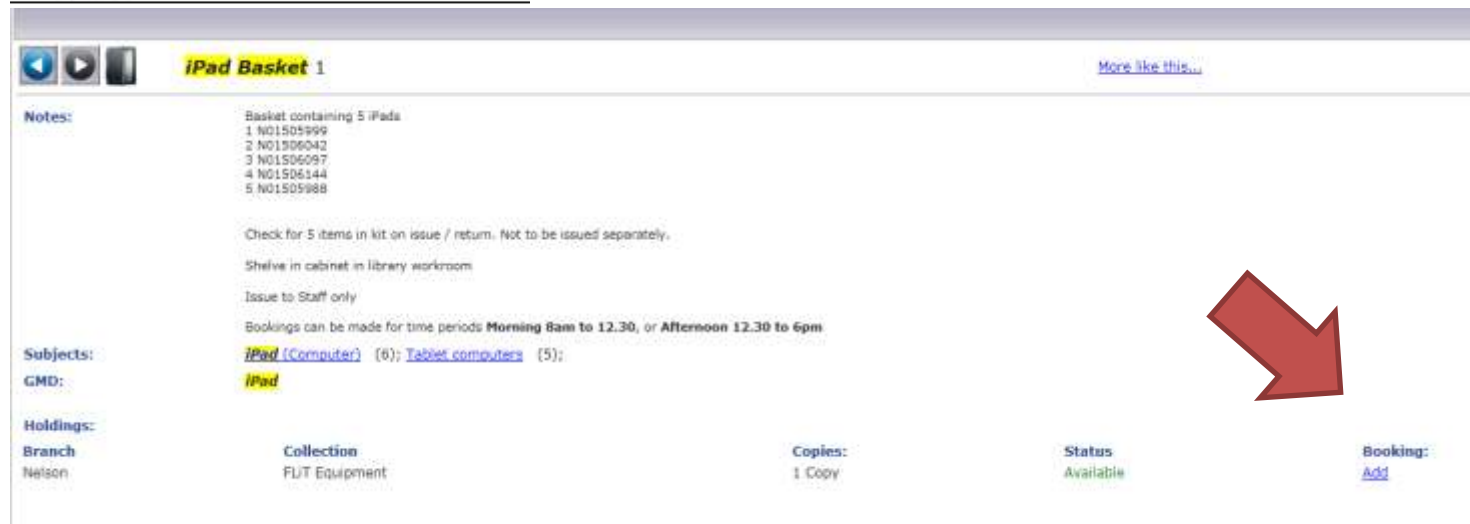 iPad Basket 1 More like this...
Notes: Basket containing 5 iPads
1 N01505999
2 N01506042
3 N01506097
4 N01506144
5 N01505988
Check for 5 items in kit on issue / return. Not to be issued separately.
Shelve in cabinet in library workroom
Issue to Staff only
Bookings can be made for time periods Morning 8am to 12.30, or Afternoon 12.30 to 6pm
Subjects: iPad (Computer) (6); Tablet computers (5);
GMD: iPad
Holdings:
Branch Collection Copies: Status Booking:
Nelson FLiT Equipment 1 Copy Available Add